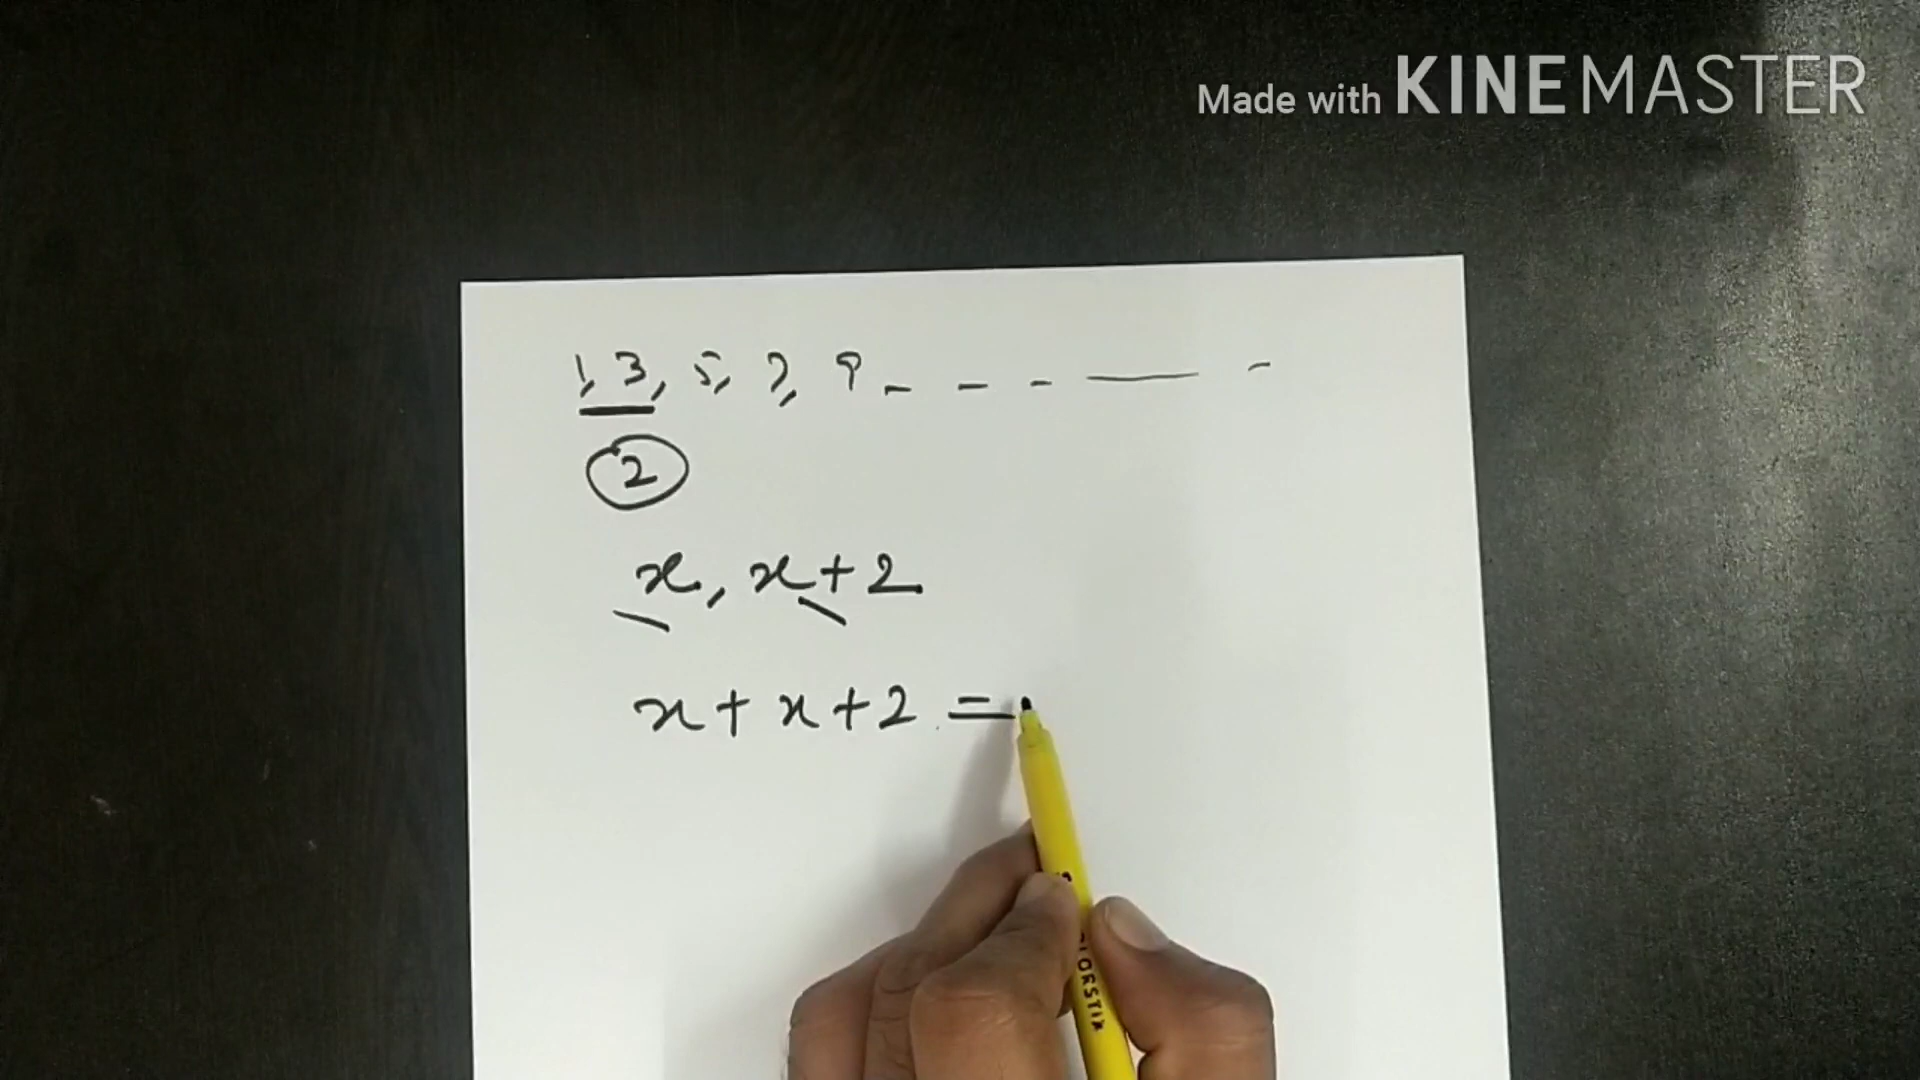 Made with KINEMASTER
1, 3, 5, 7, 9 - - - — -
2
x, x+2
x + x + 2 =